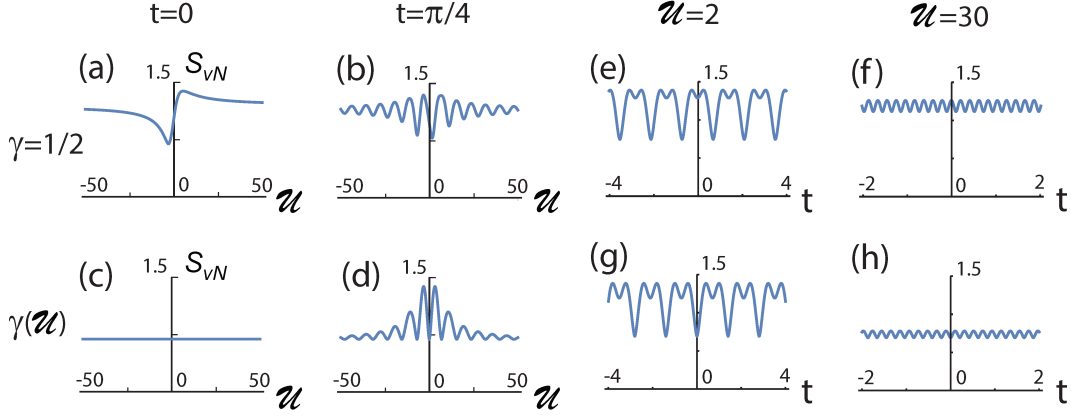 t=0 t=π/4 𝒰=2 𝒰=30
(a) 1.5 S_vN (b) 1.5 (e) 1.5 (f) 1.5
γ=1/2
-50 0 50 𝒰 -50 0 50 𝒰 -4 0 4 t -2 0 2 t
(c) 1.5 S_vN (d) 1.5 (g) 1.5 (h) 1.5
γ(𝒰)
-50 0 50 𝒰 -50 0 50 𝒰 -4 0 4 t -2 0 2 t